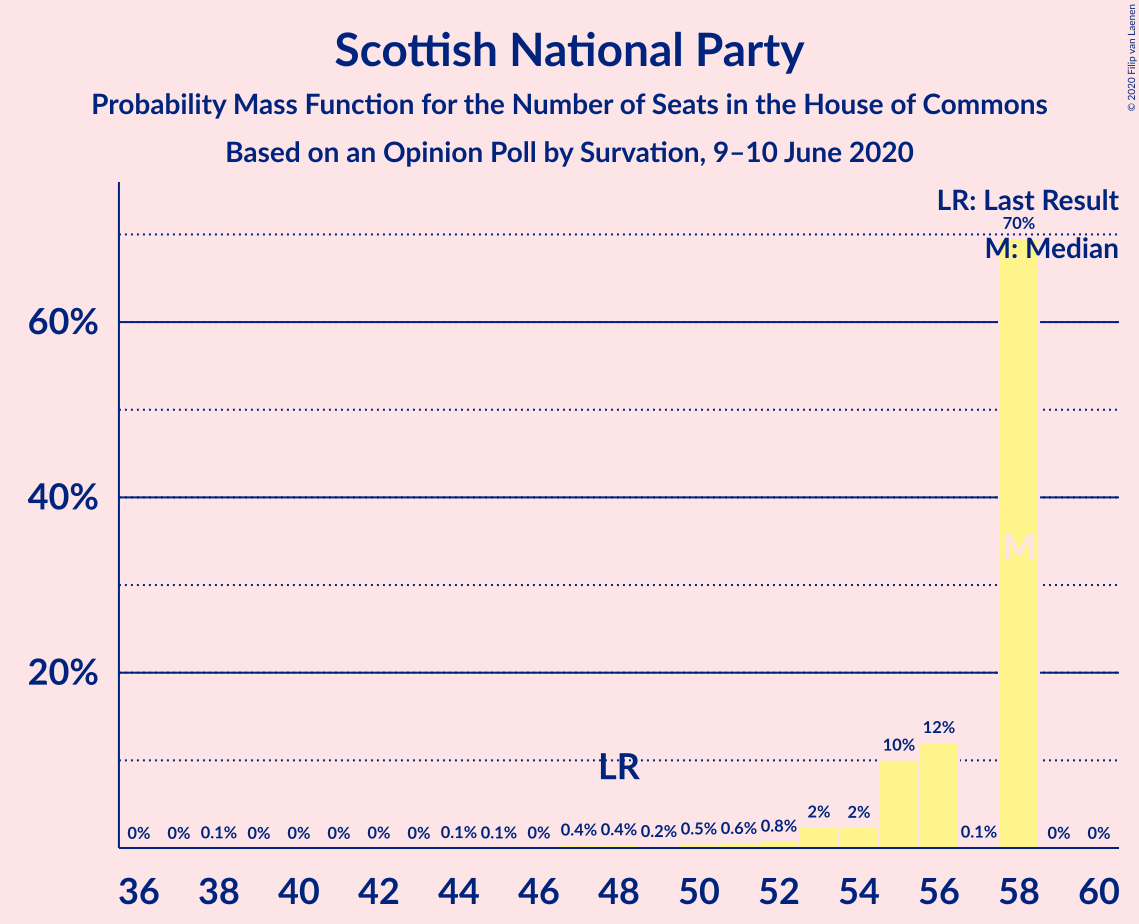 Scottish National Party
Probability Mass Function for the Number of Seats in the House of Commons
Based on an Opinion Poll by Survation, 9–10 June 2020
© 2020 Filip van Laenen
LR: Last Result
70%
M: Median
60%
40%
M
20%
LR
12%
10%
0% 0% 0.1% 0% 0% 0% 0% 0% 0.1% 0.1% 0% 0.4% 0.4% 0.2% 0.5% 0.6% 0.8% 2% 2% 0.1% 0% 0%
36 38 40 42 44 46 48 50 52 54 56 58 60